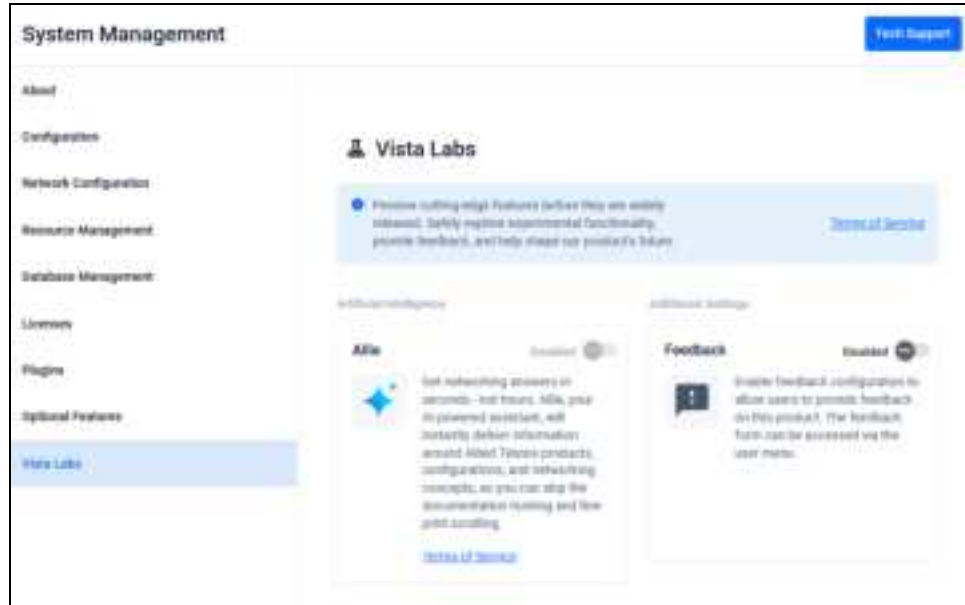 System Management
Tech Support
About
Configuration
Network Configuration
Resource Management
Database Management
Licenses
Plugins
Optional Features
Vista Labs
Vista Labs
Preview cutting-edge features before they are widely
released. Safely explore experimental functionality,
provide feedback, and help shape our product's future.
Terms of Service
Artificial Intelligence
Allie
Disabled
Get networking answers in
seconds - not hours. Allie, your
AI-powered assistant, will
instantly deliver information
around Allied Telesis products,
configurations, and networking
concepts, so you can skip the
documentation hunting and fine
print scrolling.
Terms of Service
Additional Settings
Feedback
Disabled
Enable feedback configuration to
allow users to provide feedback
on this product. The feedback
form can be accessed via the
user menu.